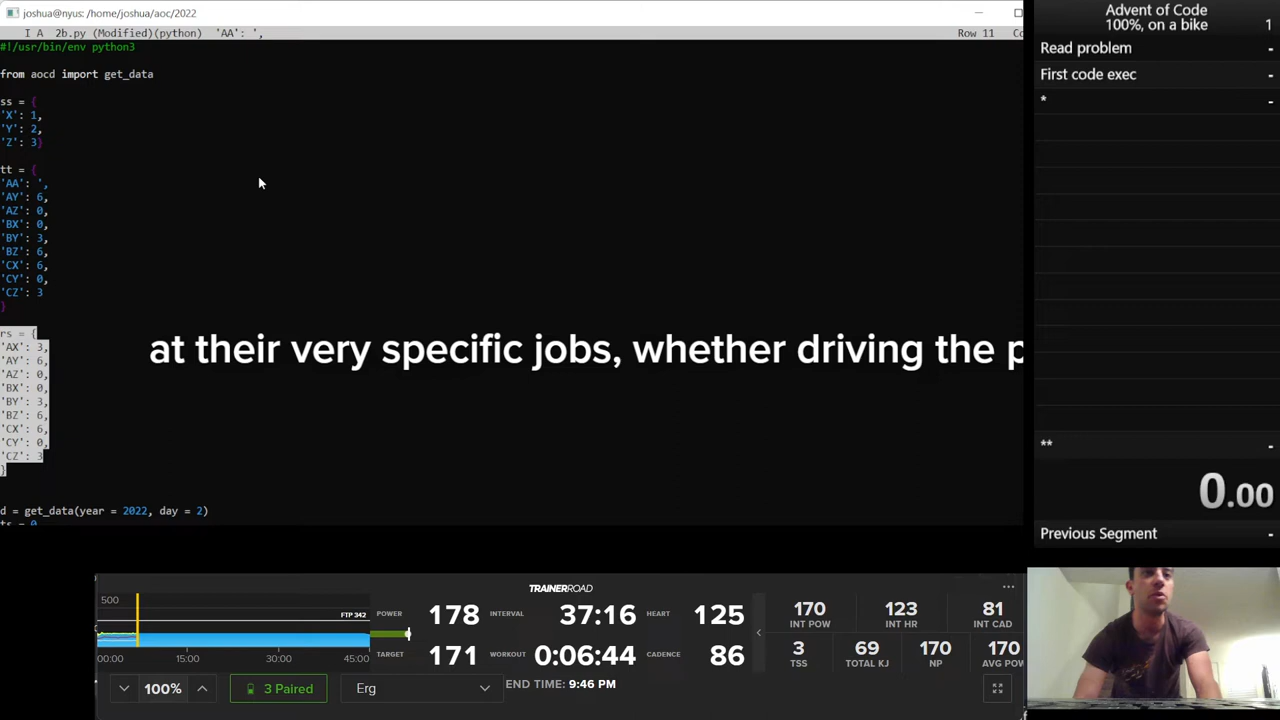 joshua@nyus: /home/joshua/aoc/2022
I A 2b.py (Modified)(python) 'AA': ', Row 11 Co
#!/usr/bin/env python3
from aocd import get_data
ss = {
'X': 1,
'Y': 2,
'Z': 3}
tt = {
'AA': ',
'AY': 6,
'AZ': 0,
'BX': 0,
'BY': 3,
'BZ': 6,
'CX': 6,
'CY': 0,
'CZ': 3
}
rs = {
'AX': 3,
'AY': 6,
'AZ': 0,
'BX': 0,
'BY': 3,
'BZ': 6,
'CX': 6,
'CY': 0,
'CZ': 3
}
d = get_data(year = 2022, day = 2)
ts = 0
at their very specific jobs, whether driving the p
Advent of Code
100%, on a bike 1
Read problem -
First code exec -
* -
** -
0.00
Previous Segment -
TRAINERROAD
500
FTP 342
00:00 15:00 30:00 45:00
POWER 178 INTERVAL 37:16 HEART 125
TARGET 171 WORKOUT 0:06:44 CADENCE 86
170 123 81
INT POW INT HR INT CAD
3 69 170 170
TSS TOTAL KJ NP AVG POW
100% 3 Paired Erg END TIME: 9:46 PM